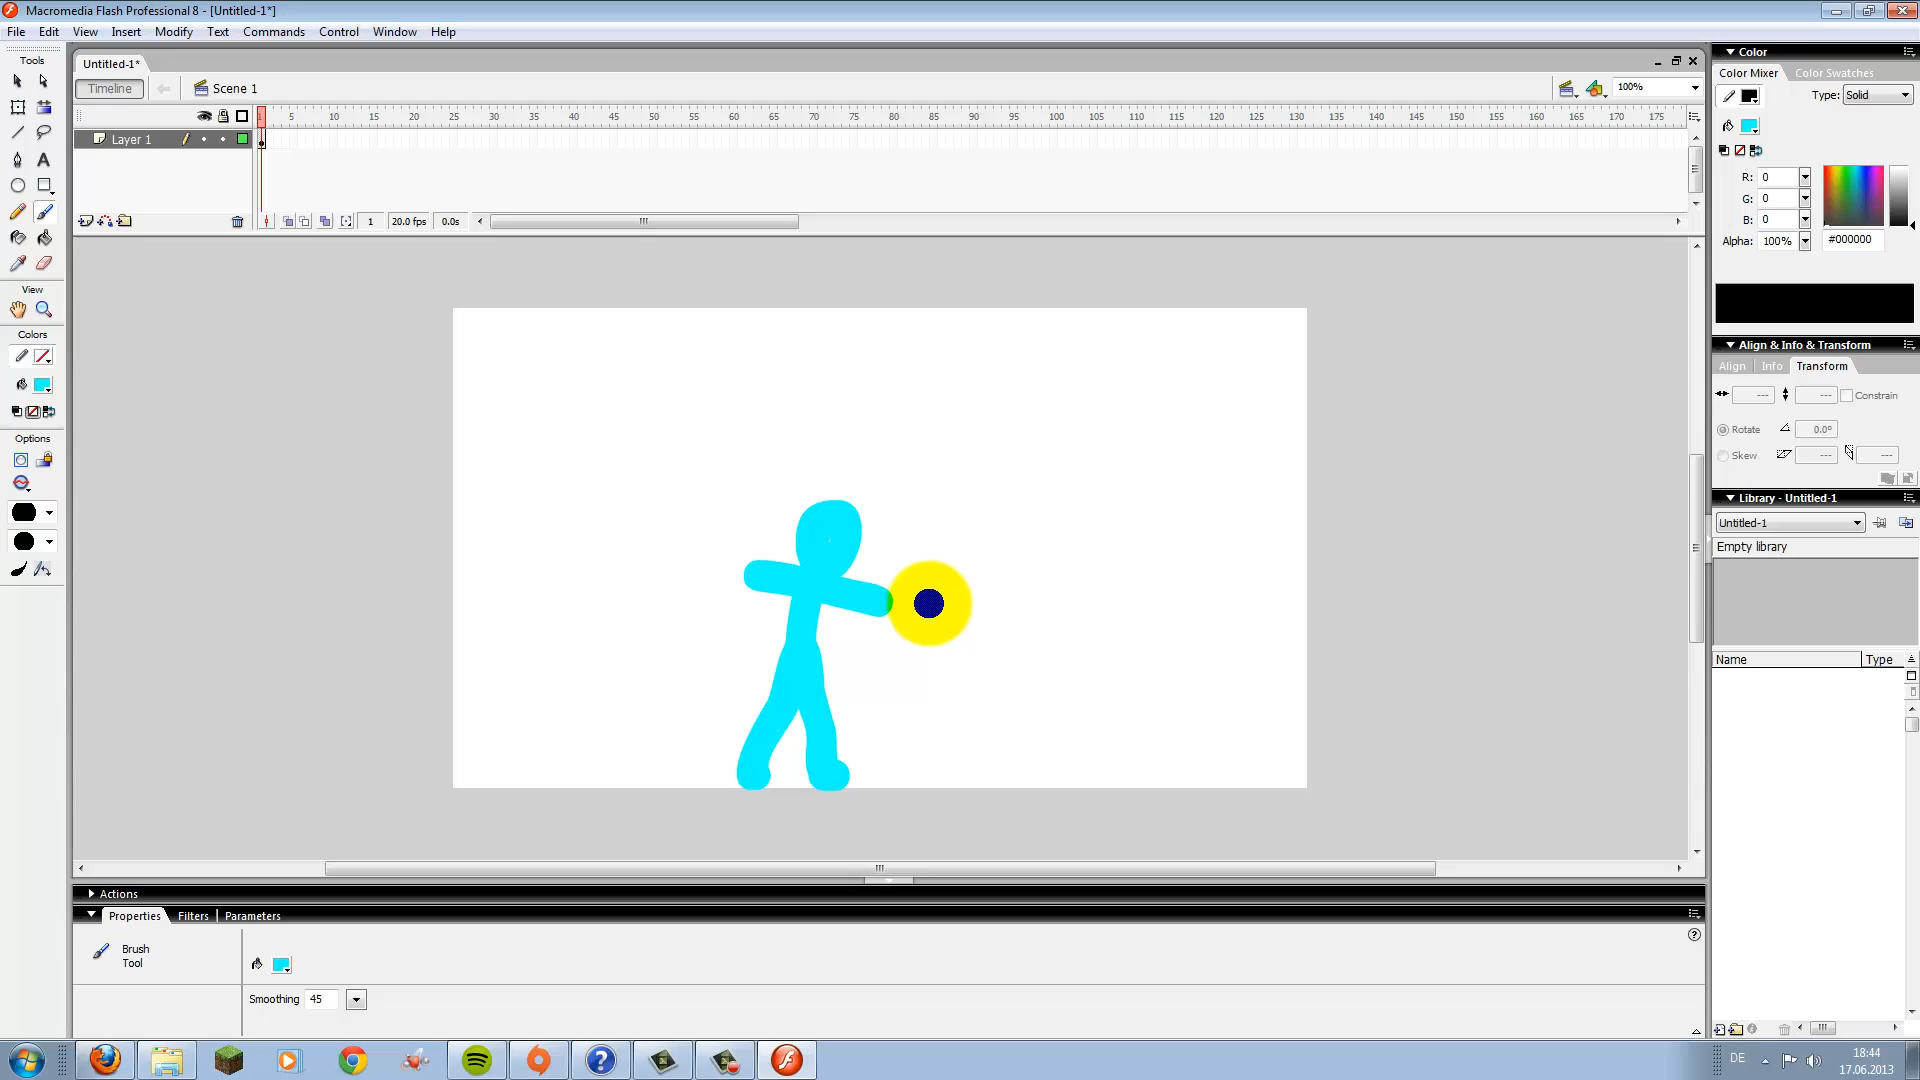 Macromedia Flash Professional 8 - [Untitled-1*]
File Edit View Insert Modify Text Commands Control Window Help
Tools
Untitled-1*
Timeline
Scene 1
100%
1 5 10 15 20 25 30 35 40 45 50 55 60 65 70 75 80 85 90 95 100 105 110 115 120 125 130 135 140 145 150 155 160 165 170 175
Layer 1
1
20.0 fps
0.0s
View
Colors
Options
Color
Color Mixer
Color Swatches
Type: Solid
R: 0
G: 0
B: 0
Alpha: 100%
#000000
Align & Info & Transform
Align Info Transform
--- --- Constrain
Rotate 0.0º
Skew --- ---
Library - Untitled-1
Untitled-1
Empty library
Name Type
Actions
Properties Filters Parameters
Brush
Tool
Smoothing 45
DE
18:44
17.06.2013